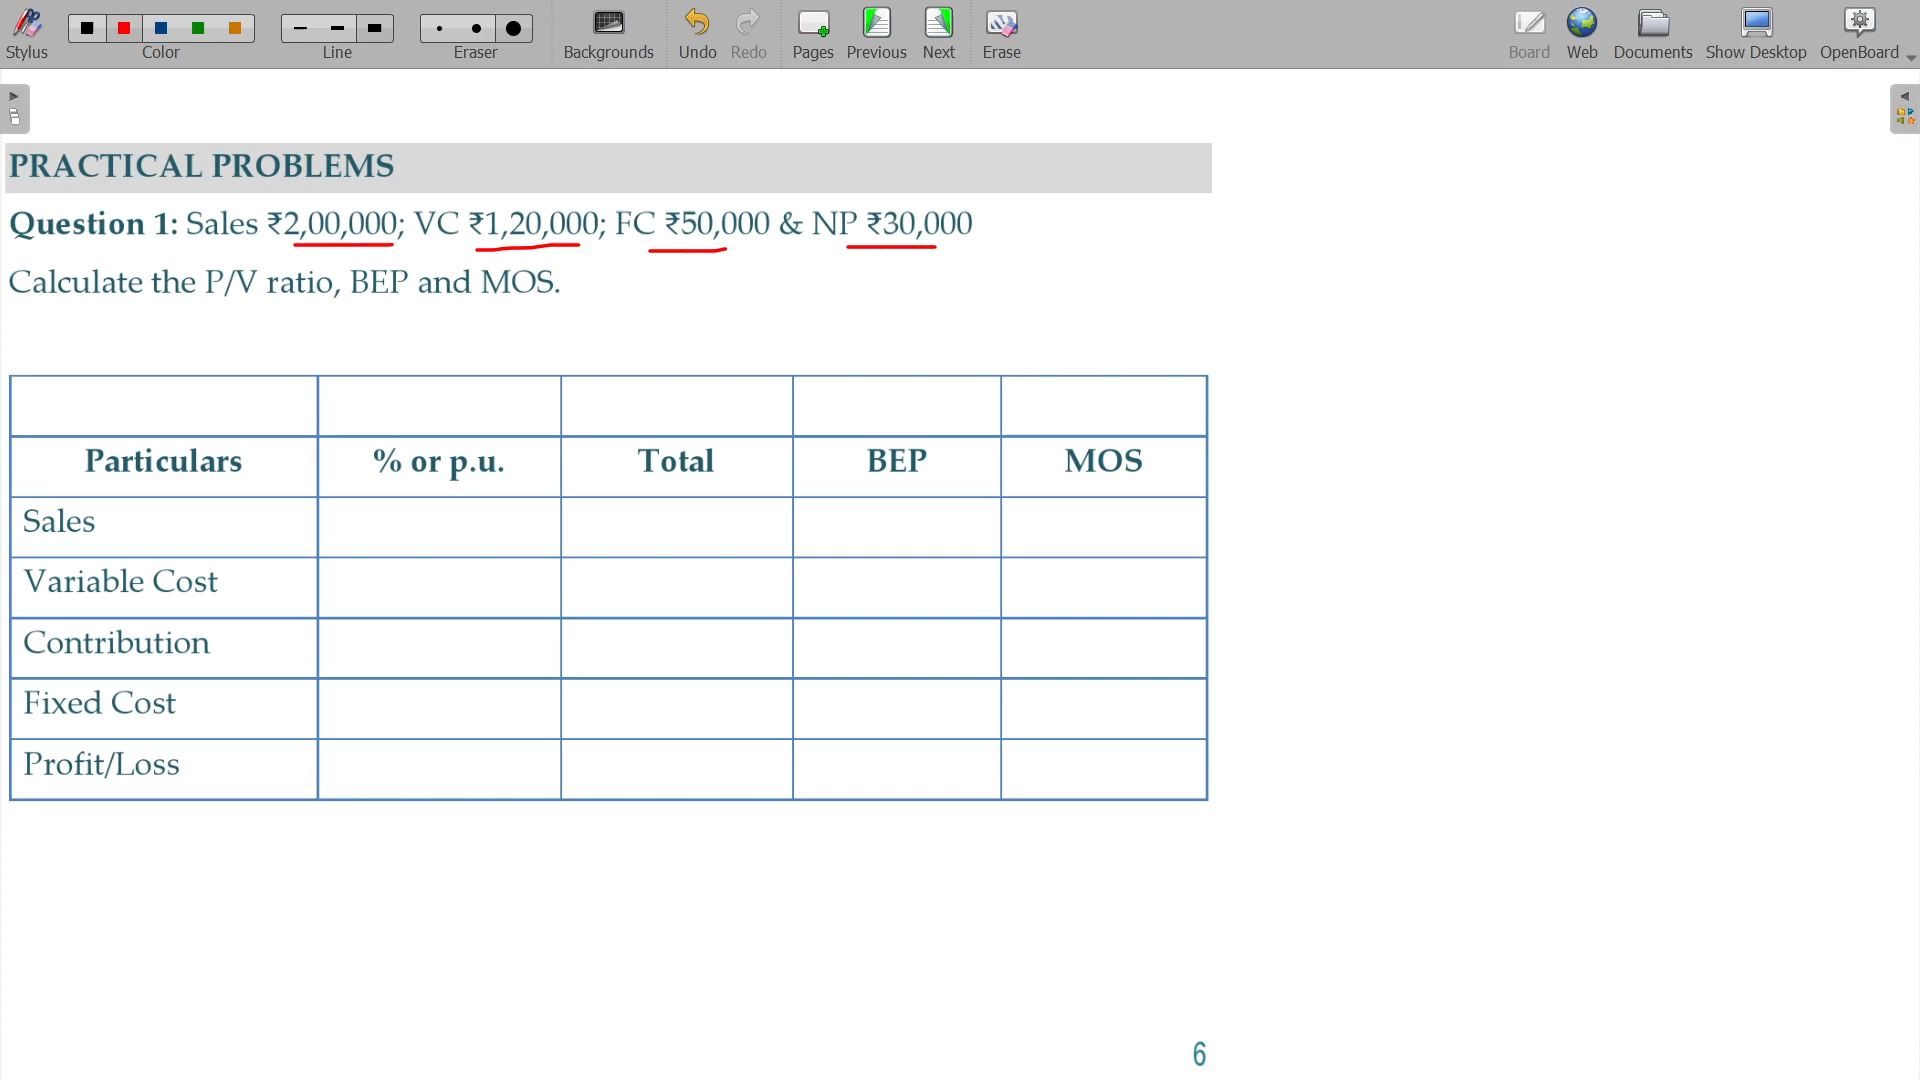 Stylus Color Line Eraser Backgrounds Undo Redo Pages Previous Next Erase Board Web Documents Show Desktop OpenBoard
PRACTICAL PROBLEMS
Question 1: Sales ₹2,00,000; VC ₹1,20,000; FC ₹50,000 & NP ₹30,000
Calculate the P/V ratio, BEP and MOS.
Particulars % or p.u. Total BEP MOS
Sales
Variable Cost
Contribution
Fixed Cost
Profit/Loss
6